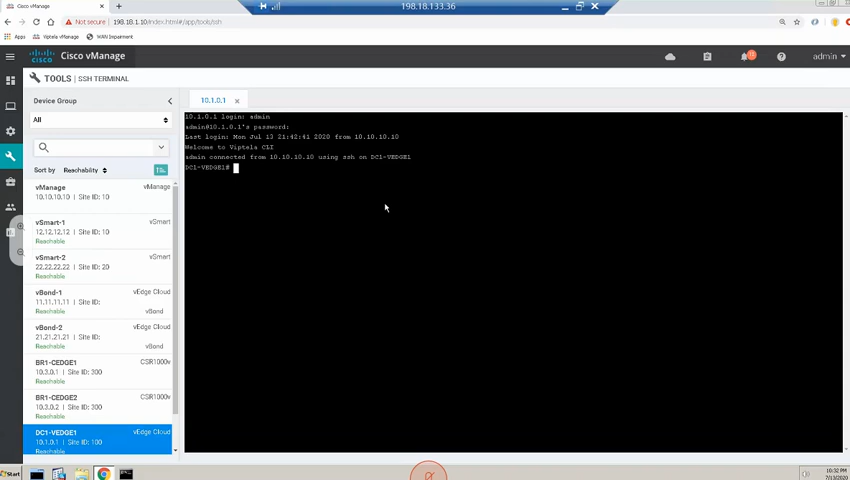 Cisco vManage
198.18.133.36
Not secure | 198.18.1.10/index.html#/app/tools/ssh
Apps Viptela vManage WAN Impairment
Cisco vManage
admin
TOOLS | SSH TERMINAL
Device Group
All
Sort by Reachability
vManage vManage
10.10.10.10 | Site ID: 10
vSmart-1 vSmart
12.12.12.12 | Site ID: 10
Reachable
vSmart-2 vSmart
22.22.22.22 | Site ID: 20
Reachable
vBond-1 vEdge Cloud
11.11.11.11 | Site ID: vBond
Reachable
vBond-2 vEdge Cloud
21.21.21.21 | Site ID: vBond
Reachable
BR1-CEDGE1 CSR1000v
10.3.0.1 | Site ID: 300
Reachable
BR1-CEDGE2 CSR1000v
10.3.0.2 | Site ID: 300
Reachable
DC1-VEDGE1 vEdge Cloud
10.1.0.1 | Site ID: 100
Reachable
10.1.0.1
10.1.0.1 login: admin
admin@10.1.0.1's password:
Last login: Mon Jul 13 21:42:41 2020 from 10.10.10.10
Welcome to Viptela CLI
admin connected from 10.10.10.10 using ssh on DC1-VEDGE1
DC1-VEDGE1#
Start
10:32 PM
7/13/2020